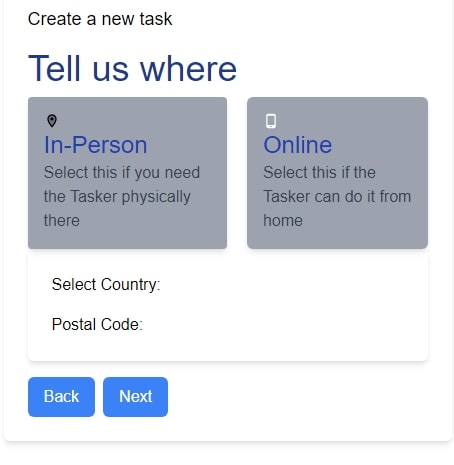 Create a new task
Tell us where
In-Person
Select this if you need
the Tasker physically
there
Online
Select this if the
Tasker can do it from
home
Select Country:
Postal Code:
Back
Next